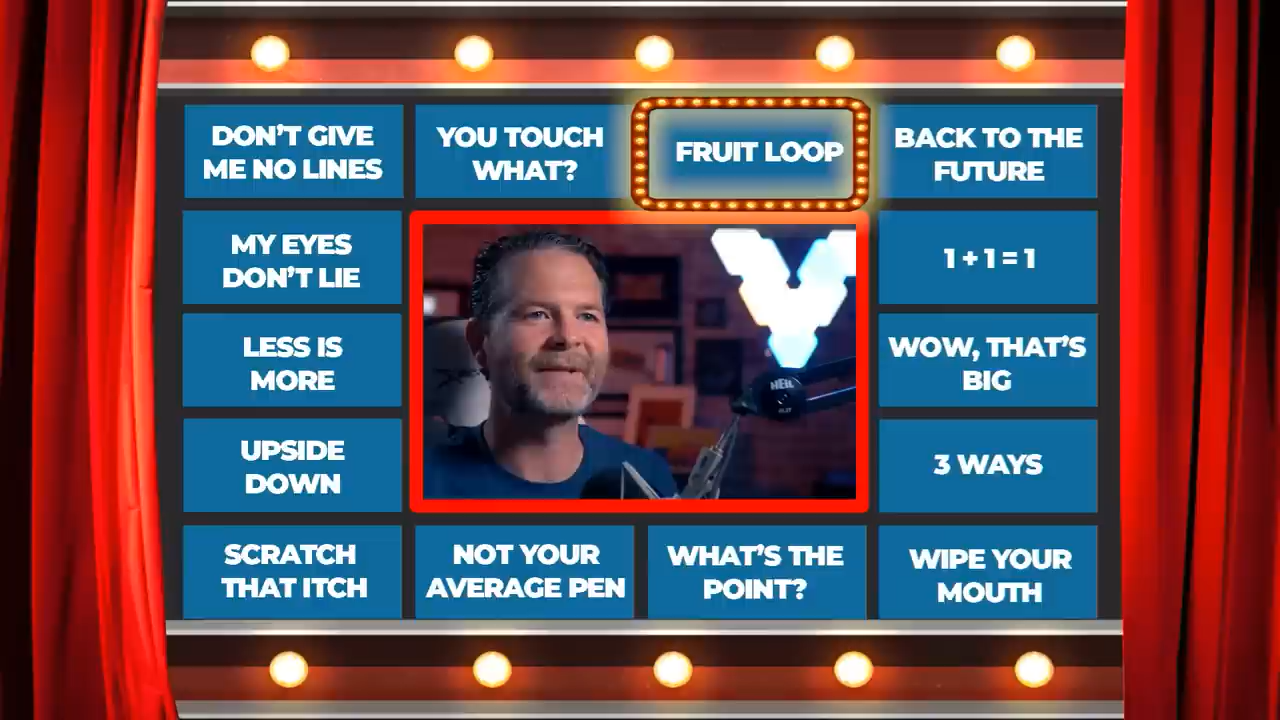 DON'T GIVE
ME NO LINES
YOU TOUCH
WHAT?
FRUIT LOOP
BACK TO THE
FUTURE
MY EYES
DON'T LIE
1 + 1 = 1
LESS IS
MORE
WOW, THAT'S
BIG
HEIL
UPSIDE
DOWN
3 WAYS
SCRATCH
THAT ITCH
NOT YOUR
AVERAGE PEN
WHAT'S THE
POINT?
WIPE YOUR
MOUTH